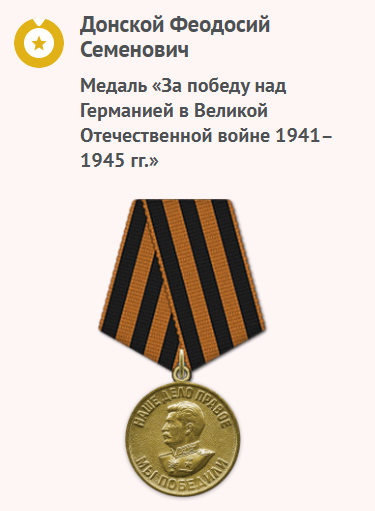 Донской Феодосий
Семенович
Медаль «За победу над
Германией в Великой
Отечественной войне 1941–
1945 гг.»
НАШЕ ДЕЛО ПРАВОЕ
МЫ ПОБЕДИЛИ